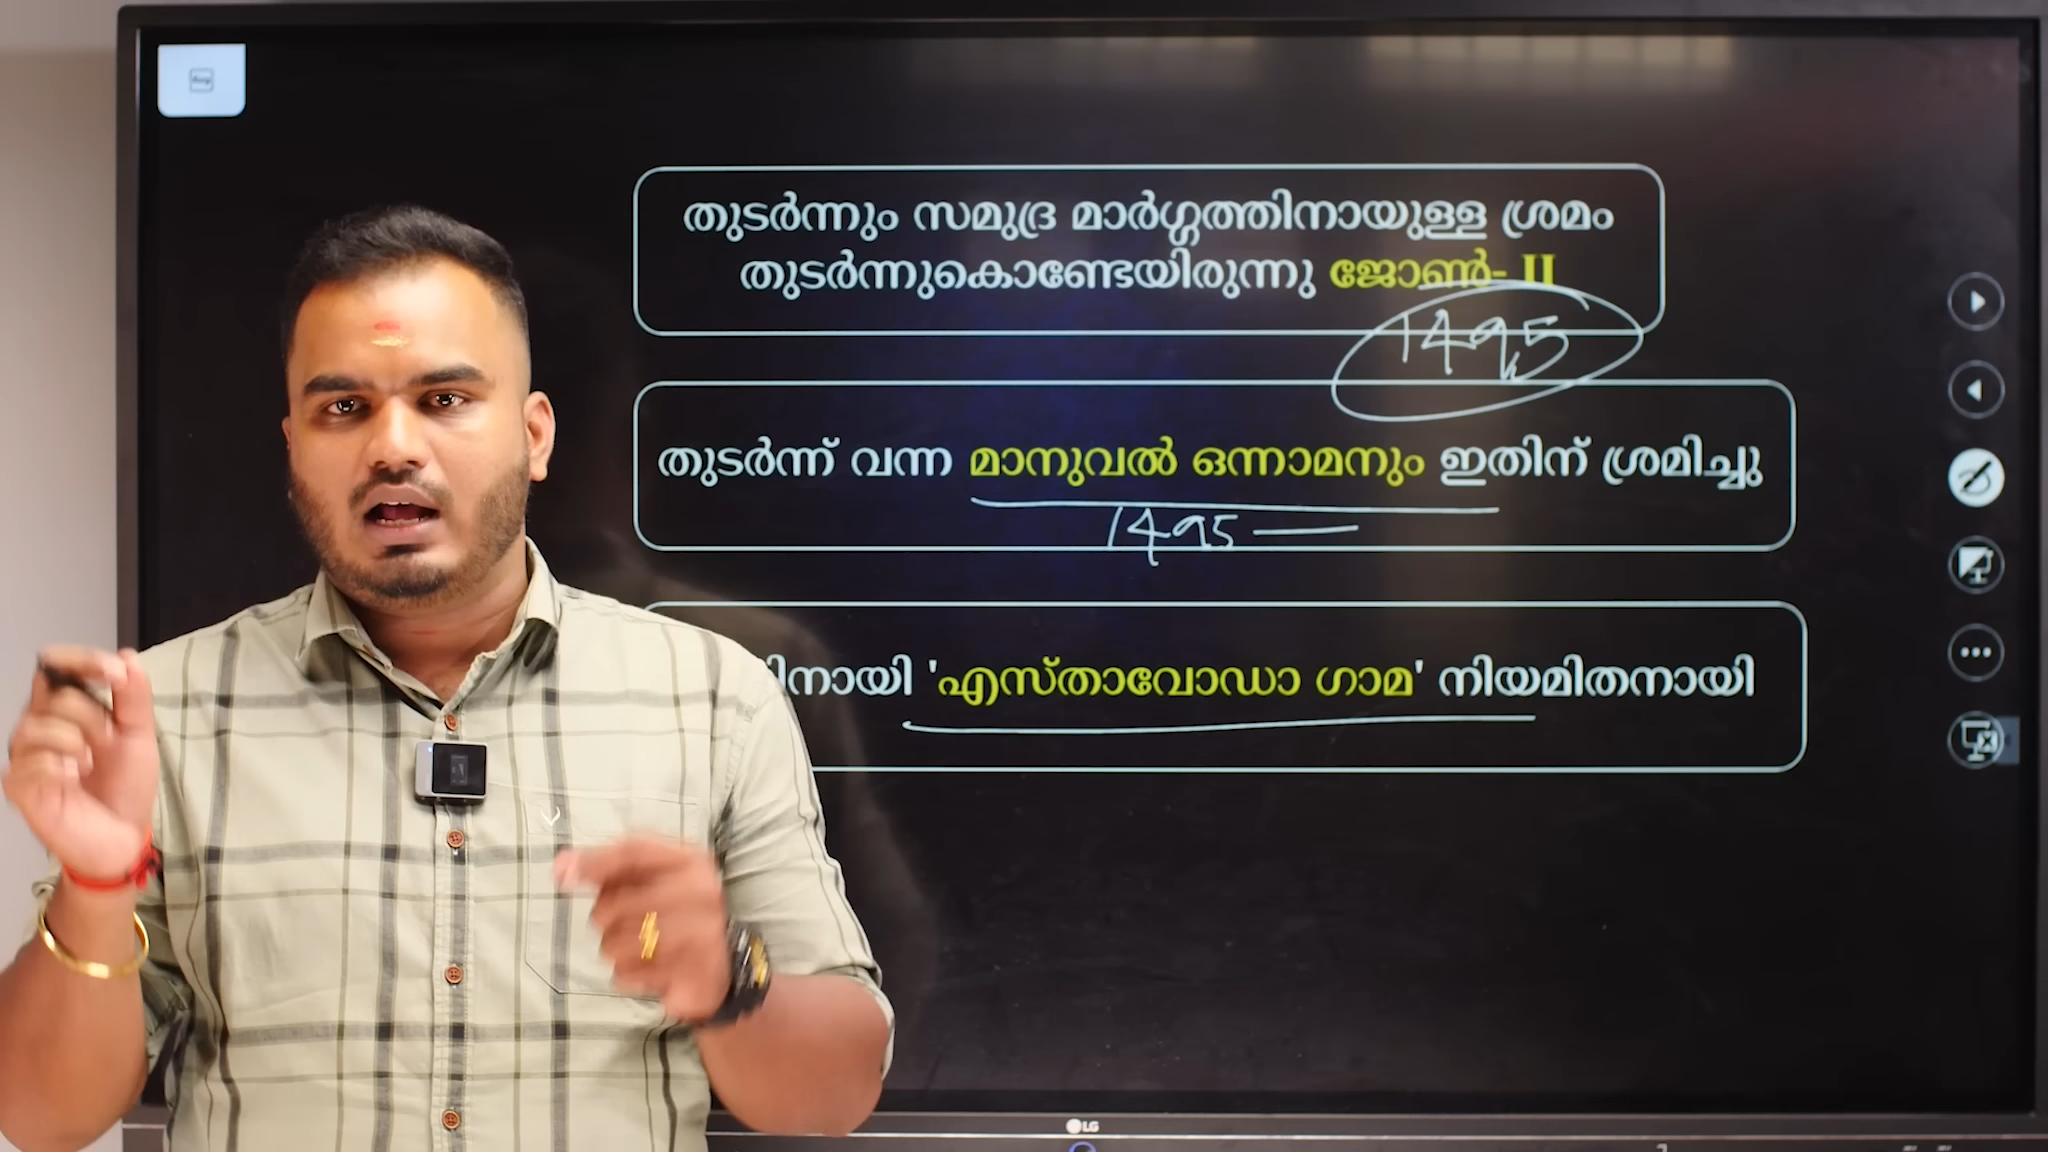 തുടർന്നും സമുദ്ര മാർഗ്ഗത്തിനായുള്ള ശ്രമം
തുടർന്നുകൊണ്ടേയിരുന്നു ജോൺ- II
1495
തുടർന്ന് വന്ന മാനുവൽ ഒന്നാമനും ഇതിന് ശ്രമിച്ചു
1495 —
'എസ്താവോഡാ ഗാമ' നിയമിതനായി
LG